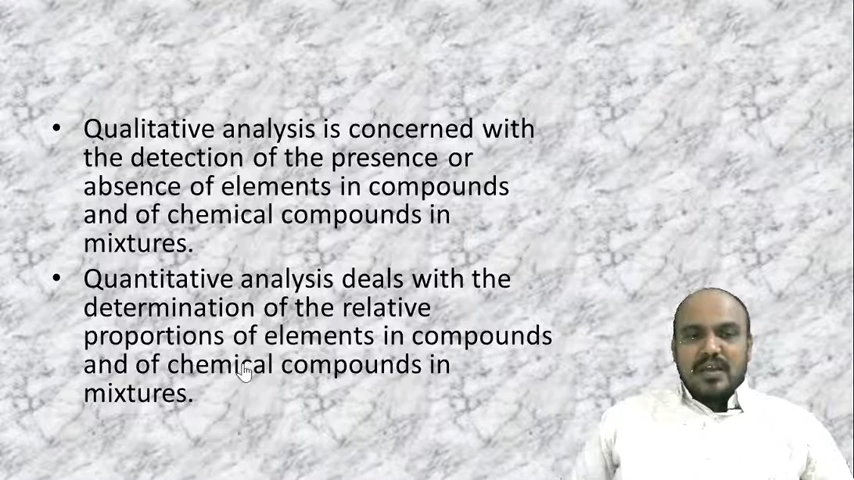 • Qualitative analysis is concerned with
the detection of the presence or
absence of elements in compounds
and of chemical compounds in
mixtures.
• Quantitative analysis deals with the
determination of the relative
proportions of elements in compounds
and of chemical compounds in
mixtures.